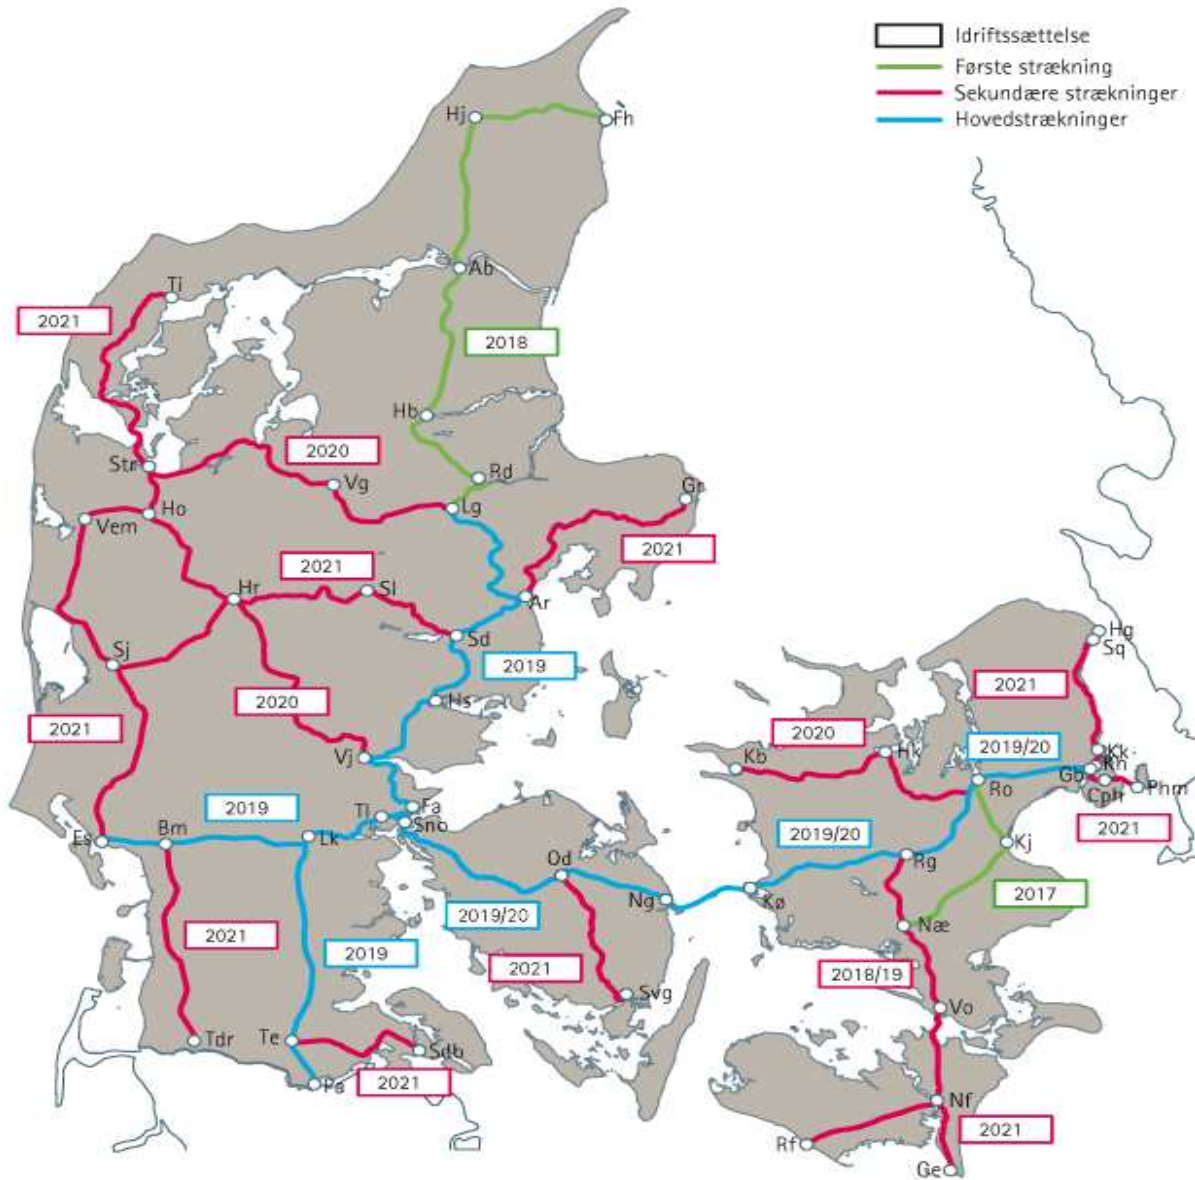 Idriftssættelse
Første strækning
Sekundære strækninger
Hovedstrækninger
Hj
Fh
Ab
Ti
2021
2018
Hb
2020
Str
Vg
Rd
Gr
Lg
Ho
Vem
2021
2021
Hr
Sl
Ar
Sd
Sj
2019
Hg
Sq
2021
2020
2021
Hs
2020
2019/20
Vj
Kb
Hk
Kk
Kh
Gb
Ro
Cph
Phm
2019
Tl
Fa
Sno
2019/20
2021
Es
Bm
Lk
Kj
Od
Rg
Ng
Kø
2017
2019/20
Næ
2021
2019
2021
2018/19
Svg
Vo
Tdr
Te
Sdb
2021
Pa
Nf
2021
Rf
Ge